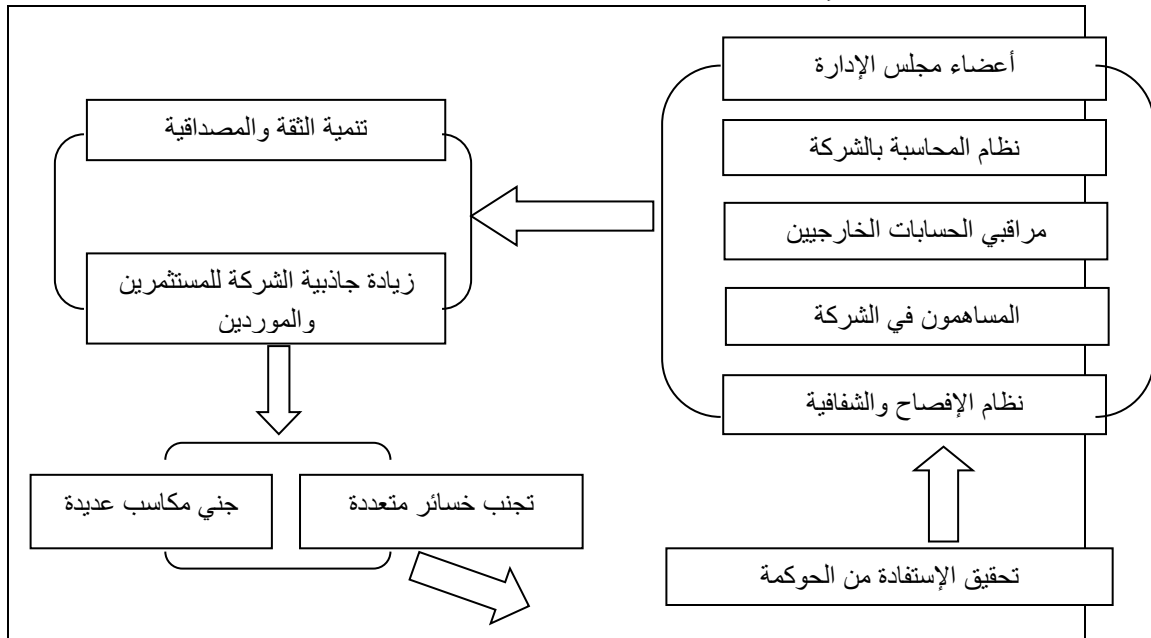 أعضاء مجلس الإدارة
نظام المحاسبة بالشركة
مراقبي الحسابات الخارجيين
المساهمون في الشركة
نظام الإفصاح والشفافية
تحقيق الإستفادة من الحوكمة
تنمية الثقة والمصداقية
زيادة جاذبية الشركة للمستثمرين
والموردين
تجنب خسائر متعددة
جني مكاسب عديدة